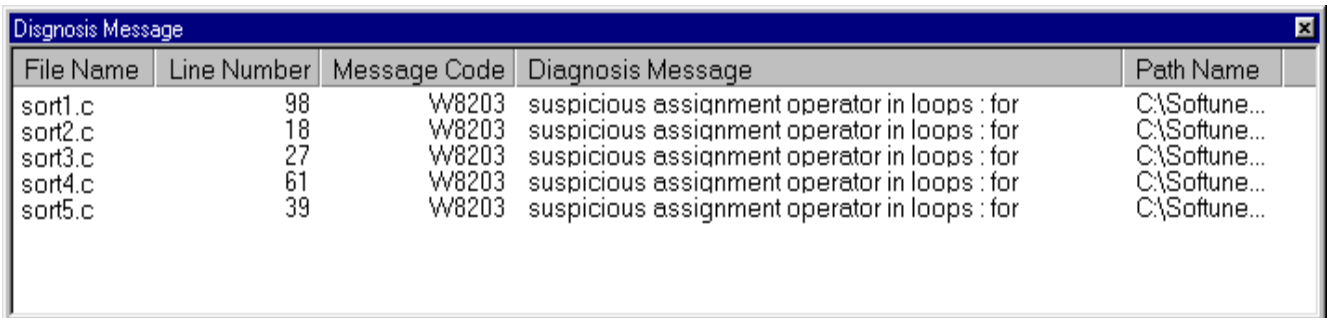 Disgnosis Message
File Name Line Number Message Code Diagnosis Message Path Name
sort1.c 98 W8203 suspicious assignment operator in loops : for C:\Softune...
sort2.c 18 W8203 suspicious assignment operator in loops : for C:\Softune...
sort3.c 27 W8203 suspicious assignment operator in loops : for C:\Softune...
sort4.c 61 W8203 suspicious assignment operator in loops : for C:\Softune...
sort5.c 39 W8203 suspicious assignment operator in loops : for C:\Softune...